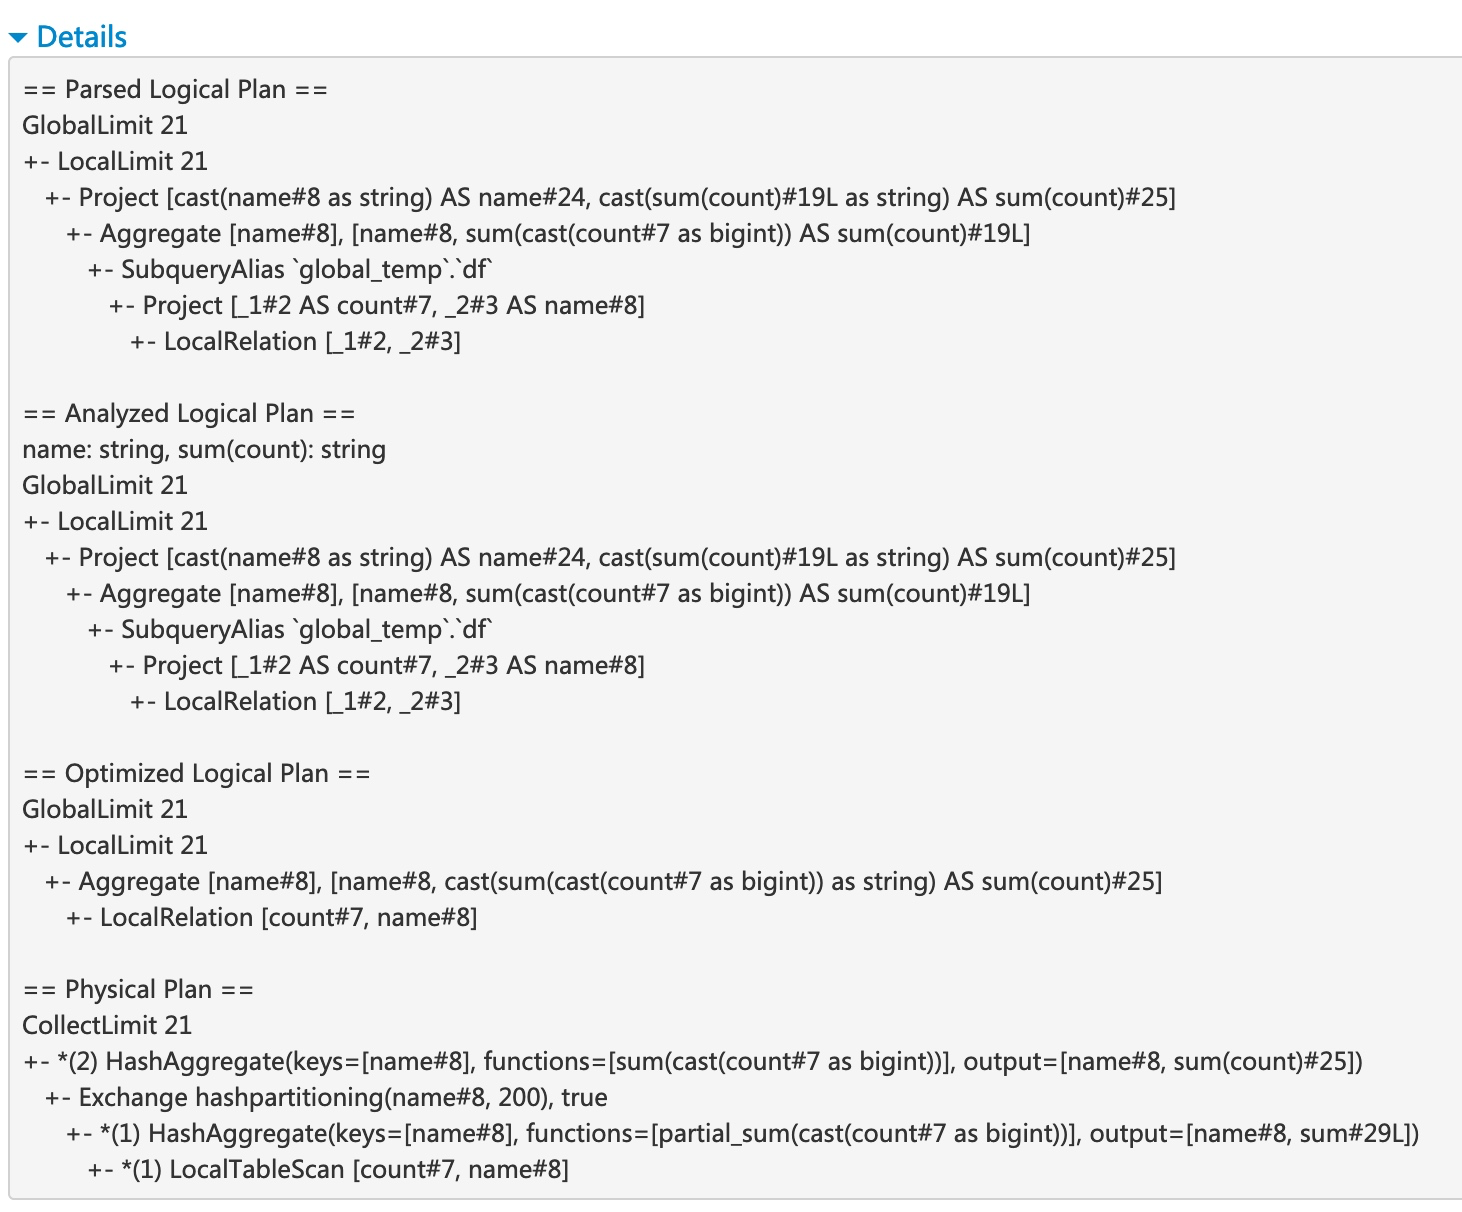 Details
== Parsed Logical Plan ==
GlobalLimit 21
+- LocalLimit 21
+- Project [cast(name#8 as string) AS name#24, cast(sum(count)#19L as string) AS sum(count)#25]
+- Aggregate [name#8], [name#8, sum(cast(count#7 as bigint)) AS sum(count)#19L]
+- SubqueryAlias `global_temp`.`df`
+- Project [_1#2 AS count#7, _2#3 AS name#8]
+- LocalRelation [_1#2, _2#3]
== Analyzed Logical Plan ==
name: string, sum(count): string
GlobalLimit 21
+- LocalLimit 21
+- Project [cast(name#8 as string) AS name#24, cast(sum(count)#19L as string) AS sum(count)#25]
+- Aggregate [name#8], [name#8, sum(cast(count#7 as bigint)) AS sum(count)#19L]
+- SubqueryAlias `global_temp`.`df`
+- Project [_1#2 AS count#7, _2#3 AS name#8]
+- LocalRelation [_1#2, _2#3]
== Optimized Logical Plan ==
GlobalLimit 21
+- LocalLimit 21
+- Aggregate [name#8], [name#8, cast(sum(cast(count#7 as bigint)) as string) AS sum(count)#25]
+- LocalRelation [count#7, name#8]
== Physical Plan ==
CollectLimit 21
+- *(2) HashAggregate(keys=[name#8], functions=[sum(cast(count#7 as bigint))], output=[name#8, sum(count)#25])
+- Exchange hashpartitioning(name#8, 200), true
+- *(1) HashAggregate(keys=[name#8], functions=[partial_sum(cast(count#7 as bigint))], output=[name#8, sum#29L])
+- *(1) LocalTableScan [count#7, name#8]